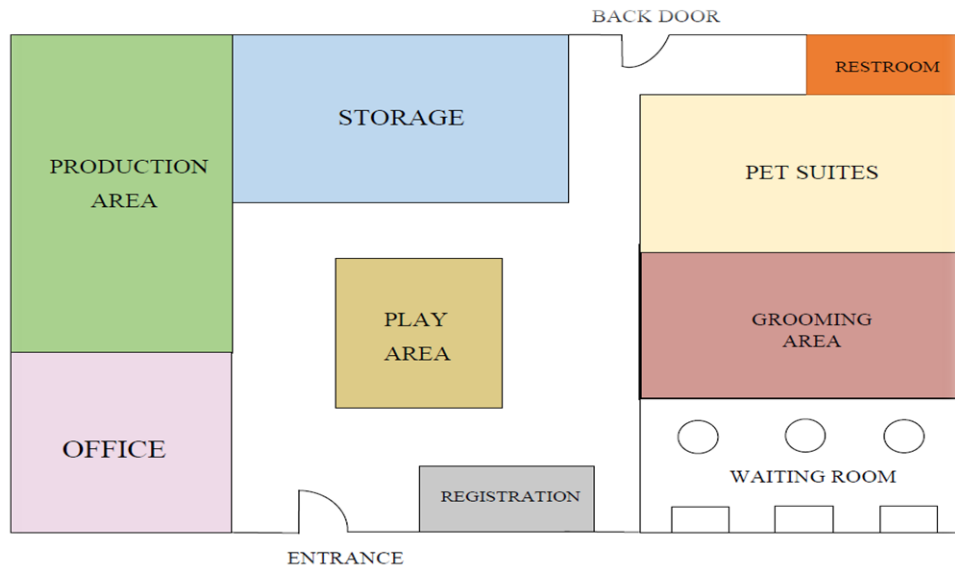 BACK DOOR
RESTROOM
STORAGE
PRODUCTION
AREA
PET SUITES
PLAY
AREA
GROOMING
AREA
OFFICE
WAITING ROOM
REGISTRATION
ENTRANCE